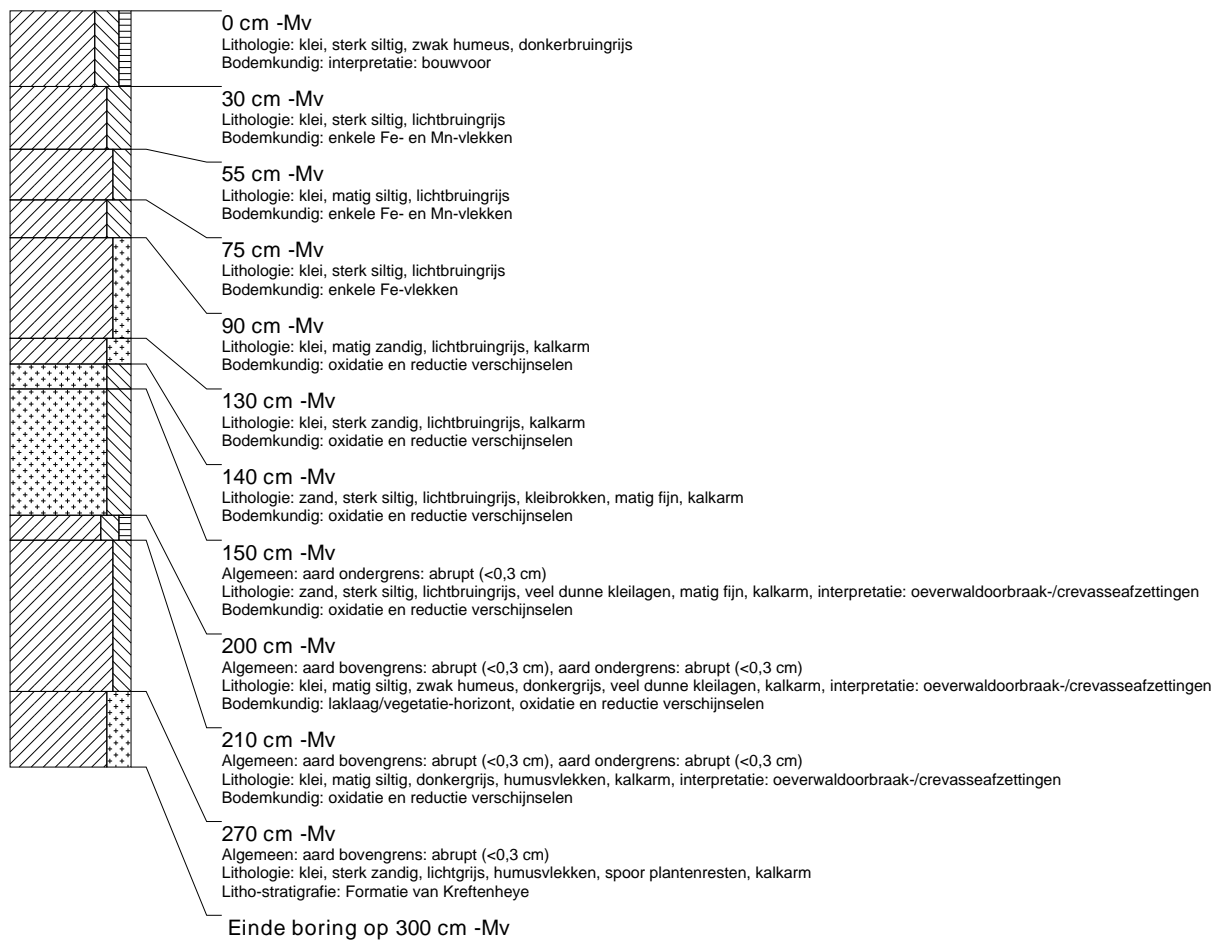 0 cm -Mv
Lithologie: klei, sterk siltig, zwak humeus, donkerbruingrijs
Bodemkundig: interpretatie: bouwvoor
30 cm -Mv
Lithologie: klei, sterk siltig, lichtbruingrijs
Bodemkundig: enkele Fe- en Mn-vlekken
55 cm -Mv
Lithologie: klei, matig siltig, lichtbruingrijs
Bodemkundig: enkele Fe- en Mn-vlekken
75 cm -Mv
Lithologie: klei, sterk siltig, lichtbruingrijs
Bodemkundig: enkele Fe-vlekken
90 cm -Mv
Lithologie: klei, matig zandig, lichtbruingrijs, kalkarm
Bodemkundig: oxidatie en reductie verschijnselen
130 cm -Mv
Lithologie: klei, sterk zandig, lichtbruingrijs, kalkarm
Bodemkundig: oxidatie en reductie verschijnselen
140 cm -Mv
Lithologie: zand, sterk siltig, lichtbruingrijs, kleibrokken, matig fijn, kalkarm
Bodemkundig: oxidatie en reductie verschijnselen
150 cm -Mv
Algemeen: aard ondergrens: abrupt (<0,3 cm)
Lithologie: zand, sterk siltig, lichtbruingrijs, veel dunne kleilagen, matig fijn, kalkarm, interpretatie: oeverwaldoorbraak-/crevasseafzettingen
Bodemkundig: oxidatie en reductie verschijnselen
200 cm -Mv
Algemeen: aard bovengrens: abrupt (<0,3 cm), aard ondergrens: abrupt (<0,3 cm)
Lithologie: klei, matig siltig, zwak humeus, donkergrijs, veel dunne kleilagen, kalkarm, interpretatie: oeverwaldoorbraak-/crevasseafzettingen
Bodemkundig: laklaag/vegetatie-horizont, oxidatie en reductie verschijnselen
210 cm -Mv
Algemeen: aard bovengrens: abrupt (<0,3 cm), aard ondergrens: abrupt (<0,3 cm)
Lithologie: klei, matig siltig, donkergrijs, humusvlekken, kalkarm, interpretatie: oeverwaldoorbraak-/crevasseafzettingen
Bodemkundig: oxidatie en reductie verschijnselen
270 cm -Mv
Algemeen: aard bovengrens: abrupt (<0,3 cm)
Lithologie: klei, sterk zandig, lichtgrijs, humusvlekken, spoor plantenresten, kalkarm
Litho-stratigrafie: Formatie van Kreftenheye
Einde boring op 300 cm -Mv